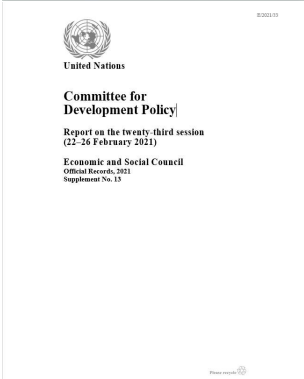 E/2021/33
United Nations
Committee for
Development Policy
Report on the twenty-third session
(22–26 February 2021)
Economic and Social Council
Official Records, 2021
Supplement No. 13
Please recycle